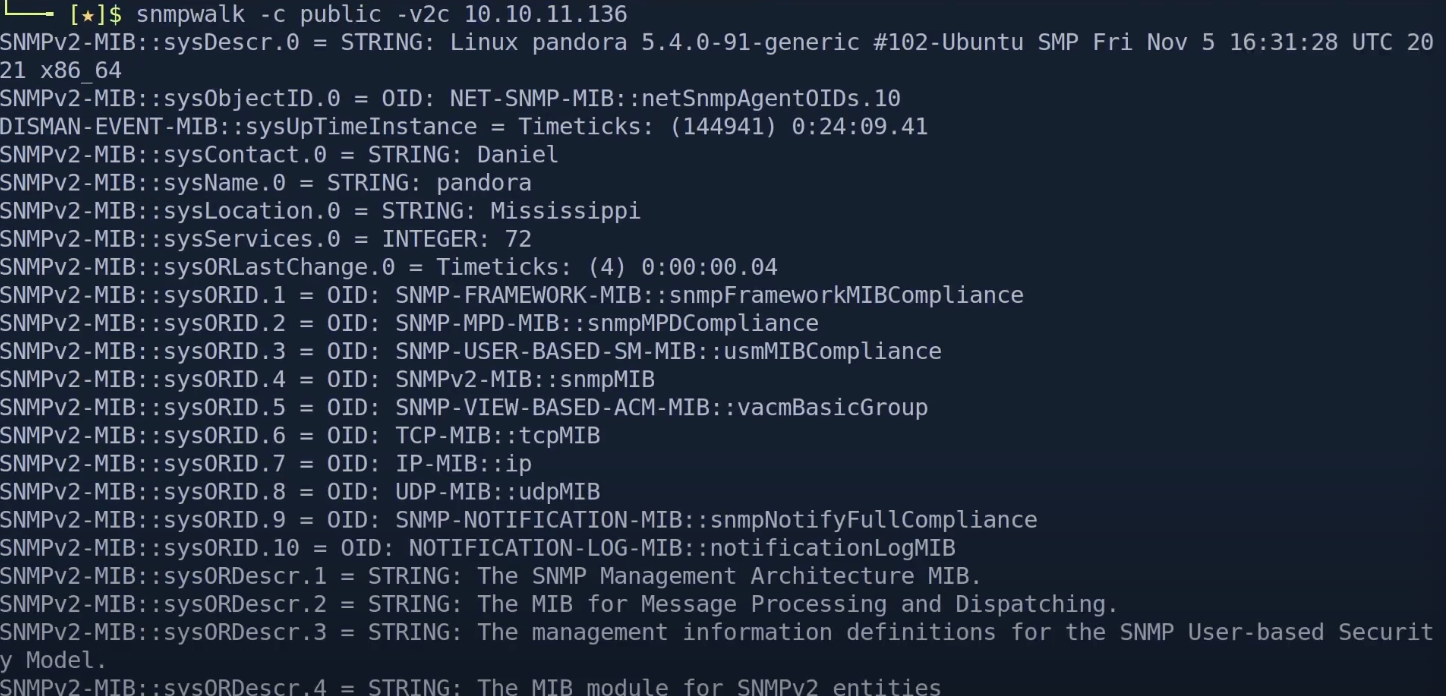 [★]$ snmpwalk -c public -v2c 10.10.11.136
SNMPv2-MIB::sysDescr.0 = STRING: Linux pandora 5.4.0-91-generic #102-Ubuntu SMP Fri Nov 5 16:31:28 UTC 20
21 x86_64
SNMPv2-MIB::sysObjectID.0 = OID: NET-SNMP-MIB::netSnmpAgentOIDs.10
DISMAN-EVENT-MIB::sysUpTimeInstance = Timeticks: (144941) 0:24:09.41
SNMPv2-MIB::sysContact.0 = STRING: Daniel
SNMPv2-MIB::sysName.0 = STRING: pandora
SNMPv2-MIB::sysLocation.0 = STRING: Mississippi
SNMPv2-MIB::sysServices.0 = INTEGER: 72
SNMPv2-MIB::sysORLastChange.0 = Timeticks: (4) 0:00:00.04
SNMPv2-MIB::sysORID.1 = OID: SNMP-FRAMEWORK-MIB::snmpFrameworkMIBCompliance
SNMPv2-MIB::sysORID.2 = OID: SNMP-MPD-MIB::snmpMPDCompliance
SNMPv2-MIB::sysORID.3 = OID: SNMP-USER-BASED-SM-MIB::usmMIBCompliance
SNMPv2-MIB::sysORID.4 = OID: SNMPv2-MIB::snmpMIB
SNMPv2-MIB::sysORID.5 = OID: SNMP-VIEW-BASED-ACM-MIB::vacmBasicGroup
SNMPv2-MIB::sysORID.6 = OID: TCP-MIB::tcpMIB
SNMPv2-MIB::sysORID.7 = OID: IP-MIB::ip
SNMPv2-MIB::sysORID.8 = OID: UDP-MIB::udpMIB
SNMPv2-MIB::sysORID.9 = OID: SNMP-NOTIFICATION-MIB::snmpNotifyFullCompliance
SNMPv2-MIB::sysORID.10 = OID: NOTIFICATION-LOG-MIB::notificationLogMIB
SNMPv2-MIB::sysORDescr.1 = STRING: The SNMP Management Architecture MIB.
SNMPv2-MIB::sysORDescr.2 = STRING: The MIB for Message Processing and Dispatching.
SNMPv2-MIB::sysORDescr.3 = STRING: The management information definitions for the SNMP User-based Securit
y Model.
SNMPv2-MIB::sysORDescr.4 = STRING: The MIB module for SNMPv2 entities